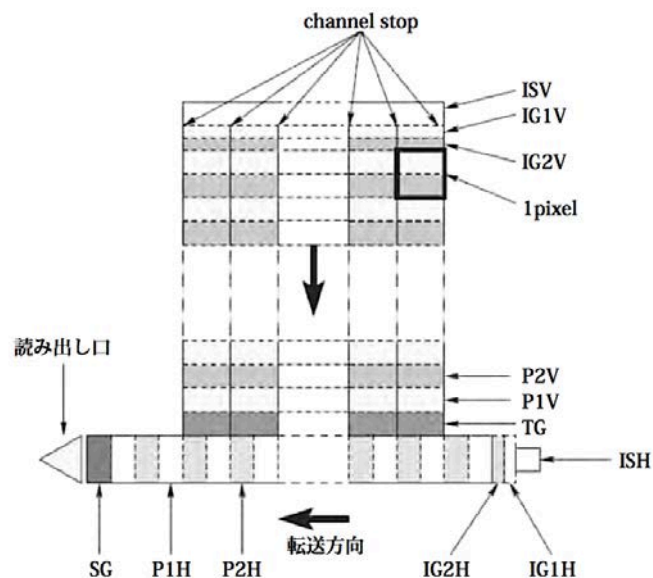 channel stop
ISV
IG1V
IG2V
1pixel
読み出し口
P2V
P1V
TG
ISH
転送方向
SG
P1H
P2H
IG2H
IG1H